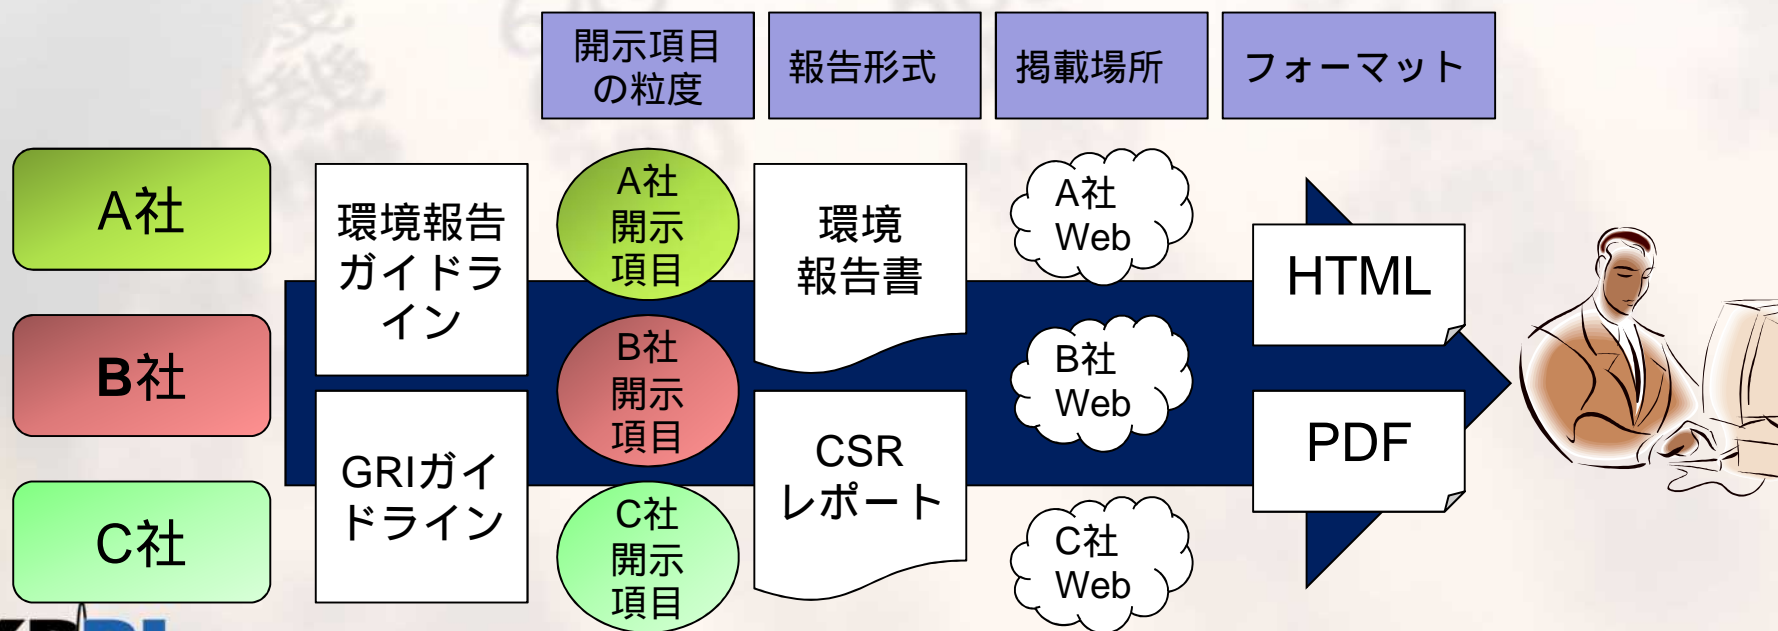 開示項目
の粒度
報告形式
掲載場所
フォーマット
A社
B社
C社
環境報告
ガイドラ
イン
GRIガイ
ドライン
A社
開示
項目
B社
開示
項目
C社
開示
項目
環境
報告書
CSR
レポート
A社
Web
B社
Web
C社
Web
HTML
PDF